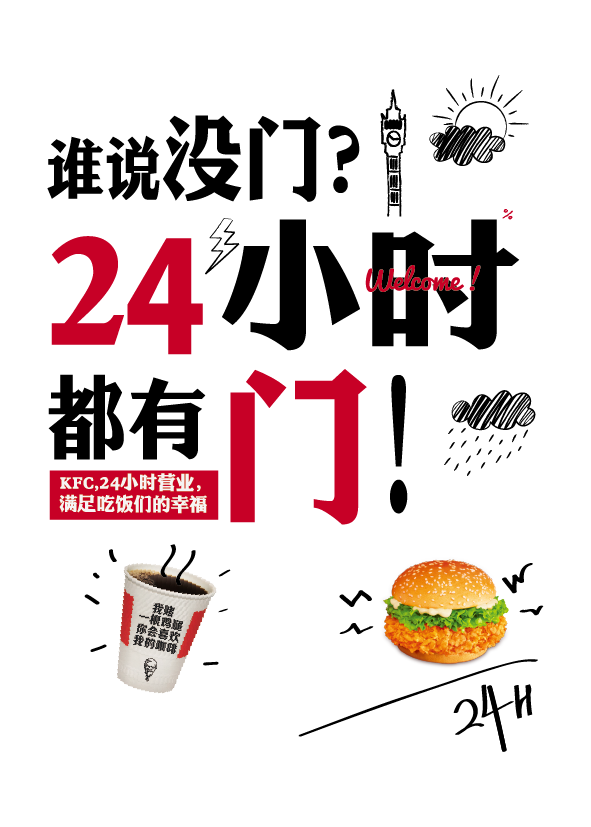 谁说没门?
24小时
%
Welcome!
都有门!
KFC,24小时营业,
满足吃饭们的幸福
我赌
一根鸡腿
你会喜欢
我的咖啡
24H